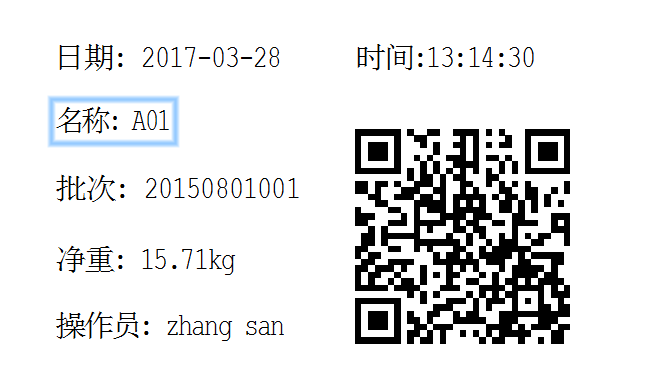 日期: 2017-03-28 时间:13:14:30
名称: A01
批次: 20150801001
净重: 15.71kg
操作员: zhang san